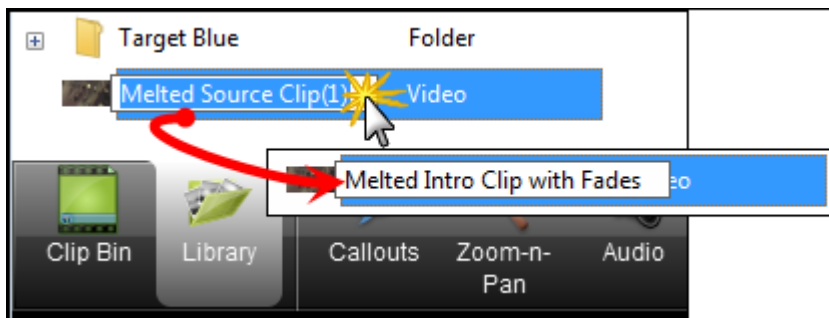 Target Blue Folder
Melted Source Clip(1) Video
Melted Intro Clip with Fades eo
Clip Bin Library Callouts Zoom-n- Audio
Pan